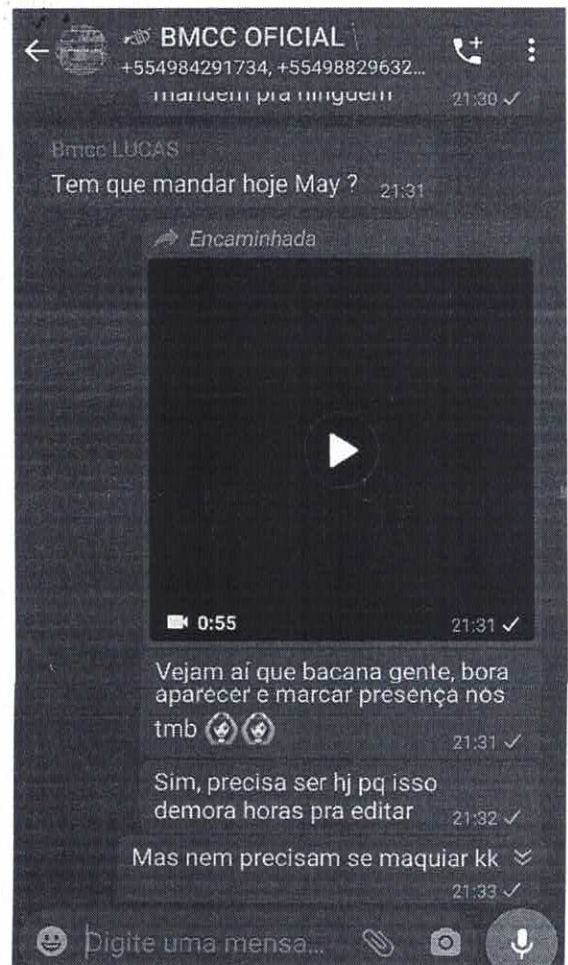 BMCC OFICIAL
+554984291734, +55498829632...
mandem pra ninguém
21:30
Bmcc LUCAS
Tem que mandar hoje May ?
21:31
Encaminhada
0:55
21:31
Vejam aí que bacana gente, bora
aparecer e marcar presença nos
tmb
21:31
Sim, precisa ser hj pq isso
demora horas pra editar
21:32
Mas nem precisam se maquiar kk
21:33
Digite uma mensa...